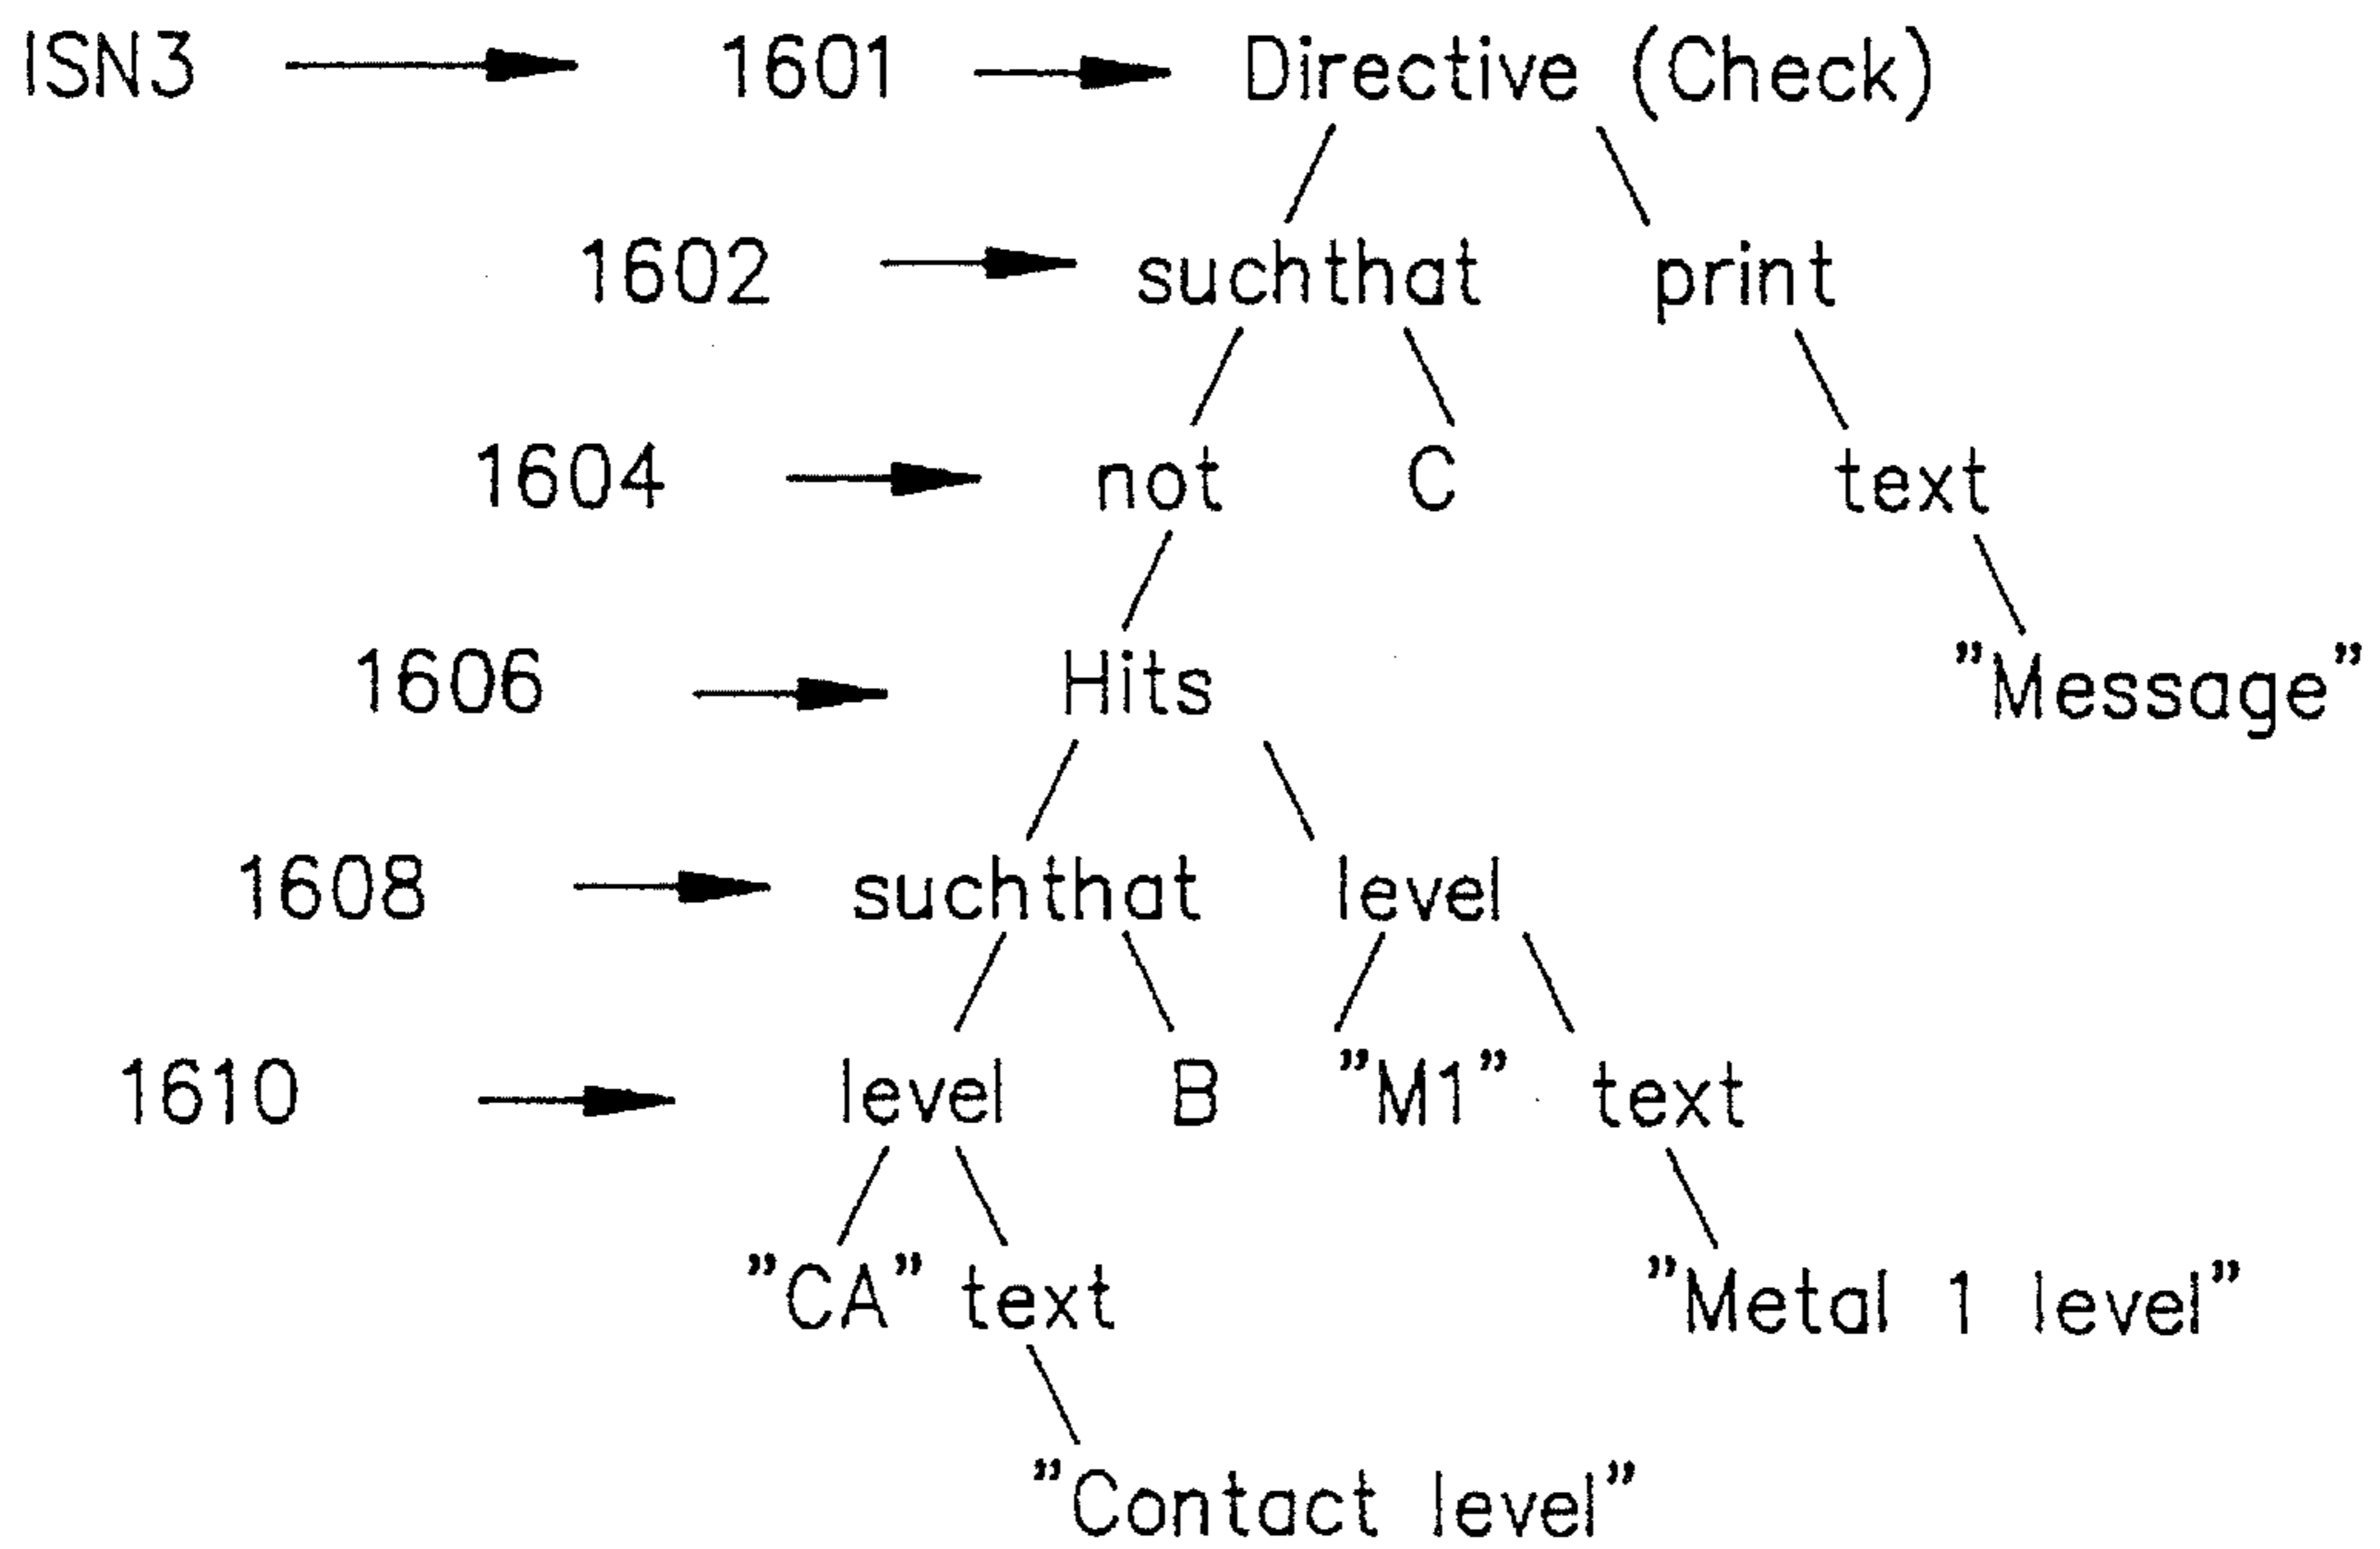 ISN3 1601 Directive (Check)
1602 suchthat print
1604 not C text
1606 Hits "Message"
1608 suchthat level
1610 level B "M1" text
"CA" text "Metal 1 level"
"Contact level"